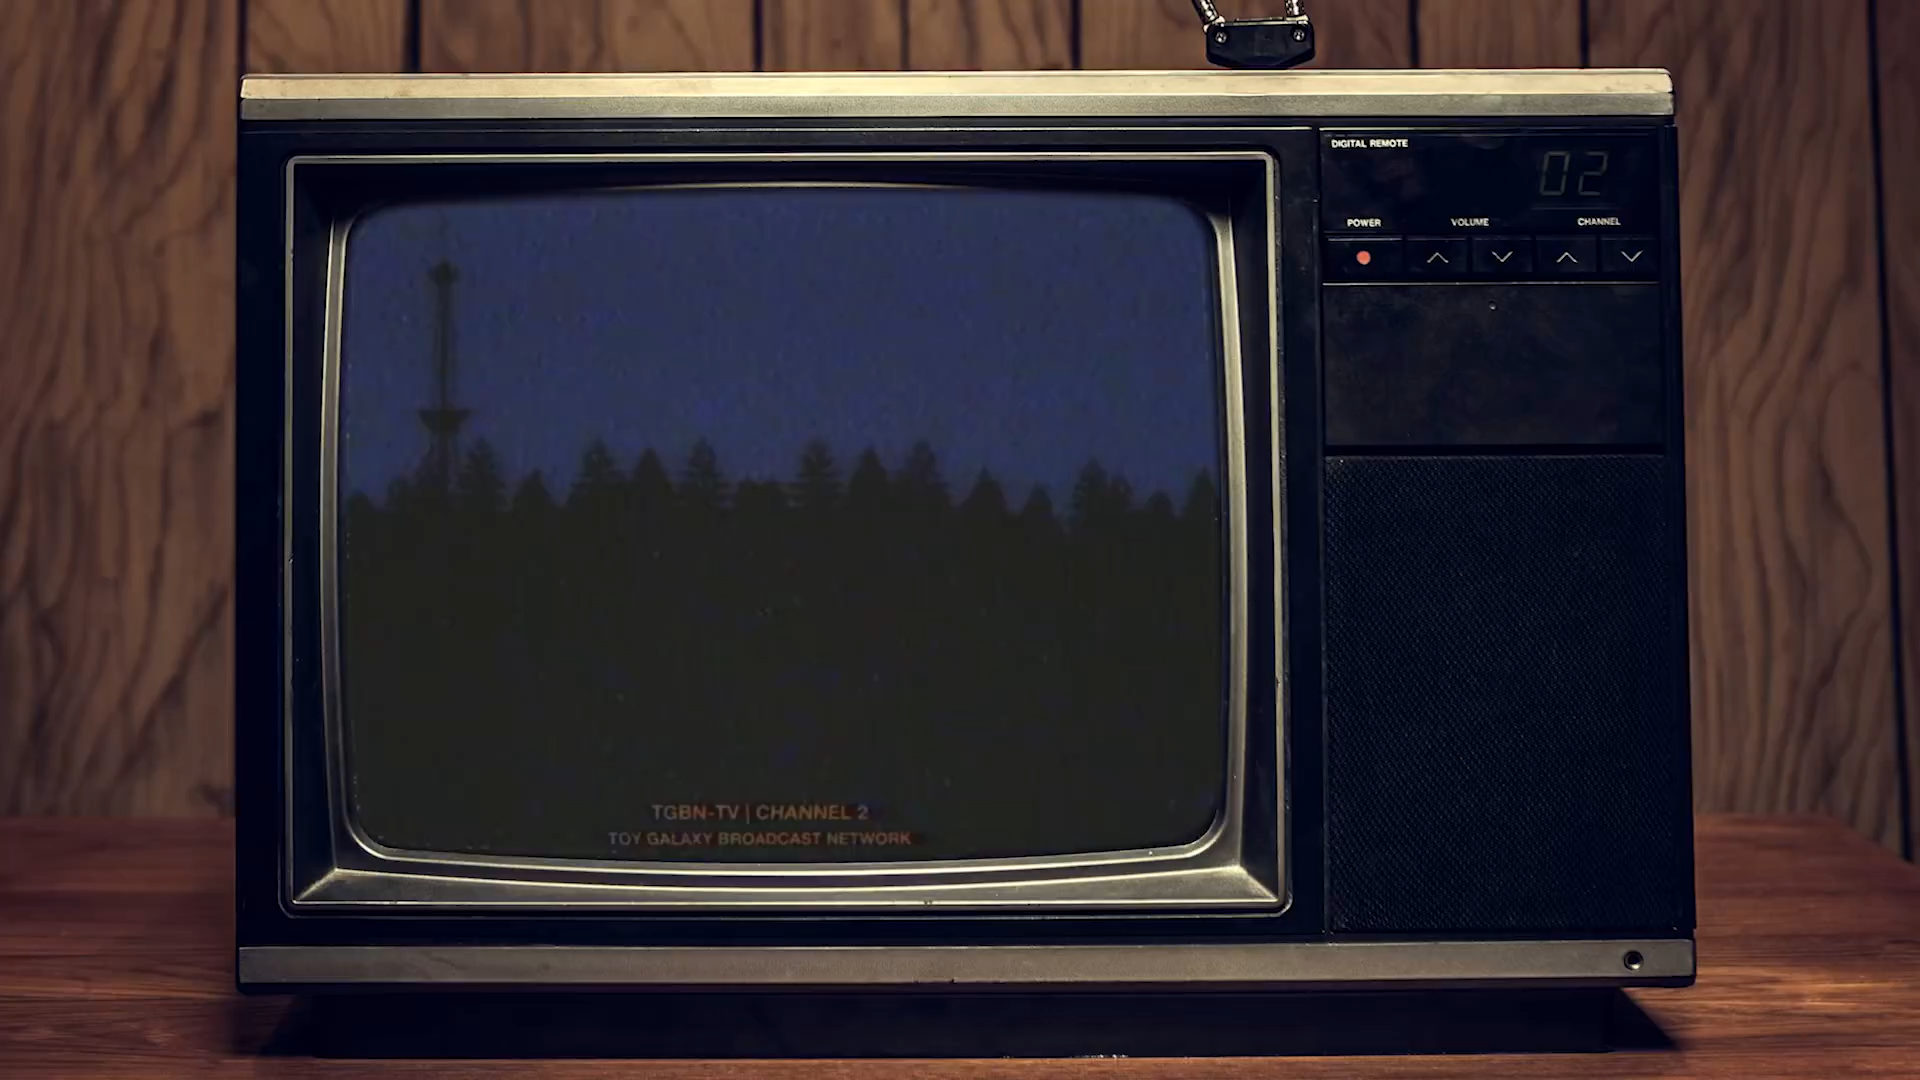 DIGITAL REMOTE
02
POWER VOLUME CHANNEL
TGBN-TV | CHANNEL 2
TOY GALAXY BROADCAST NETWORK